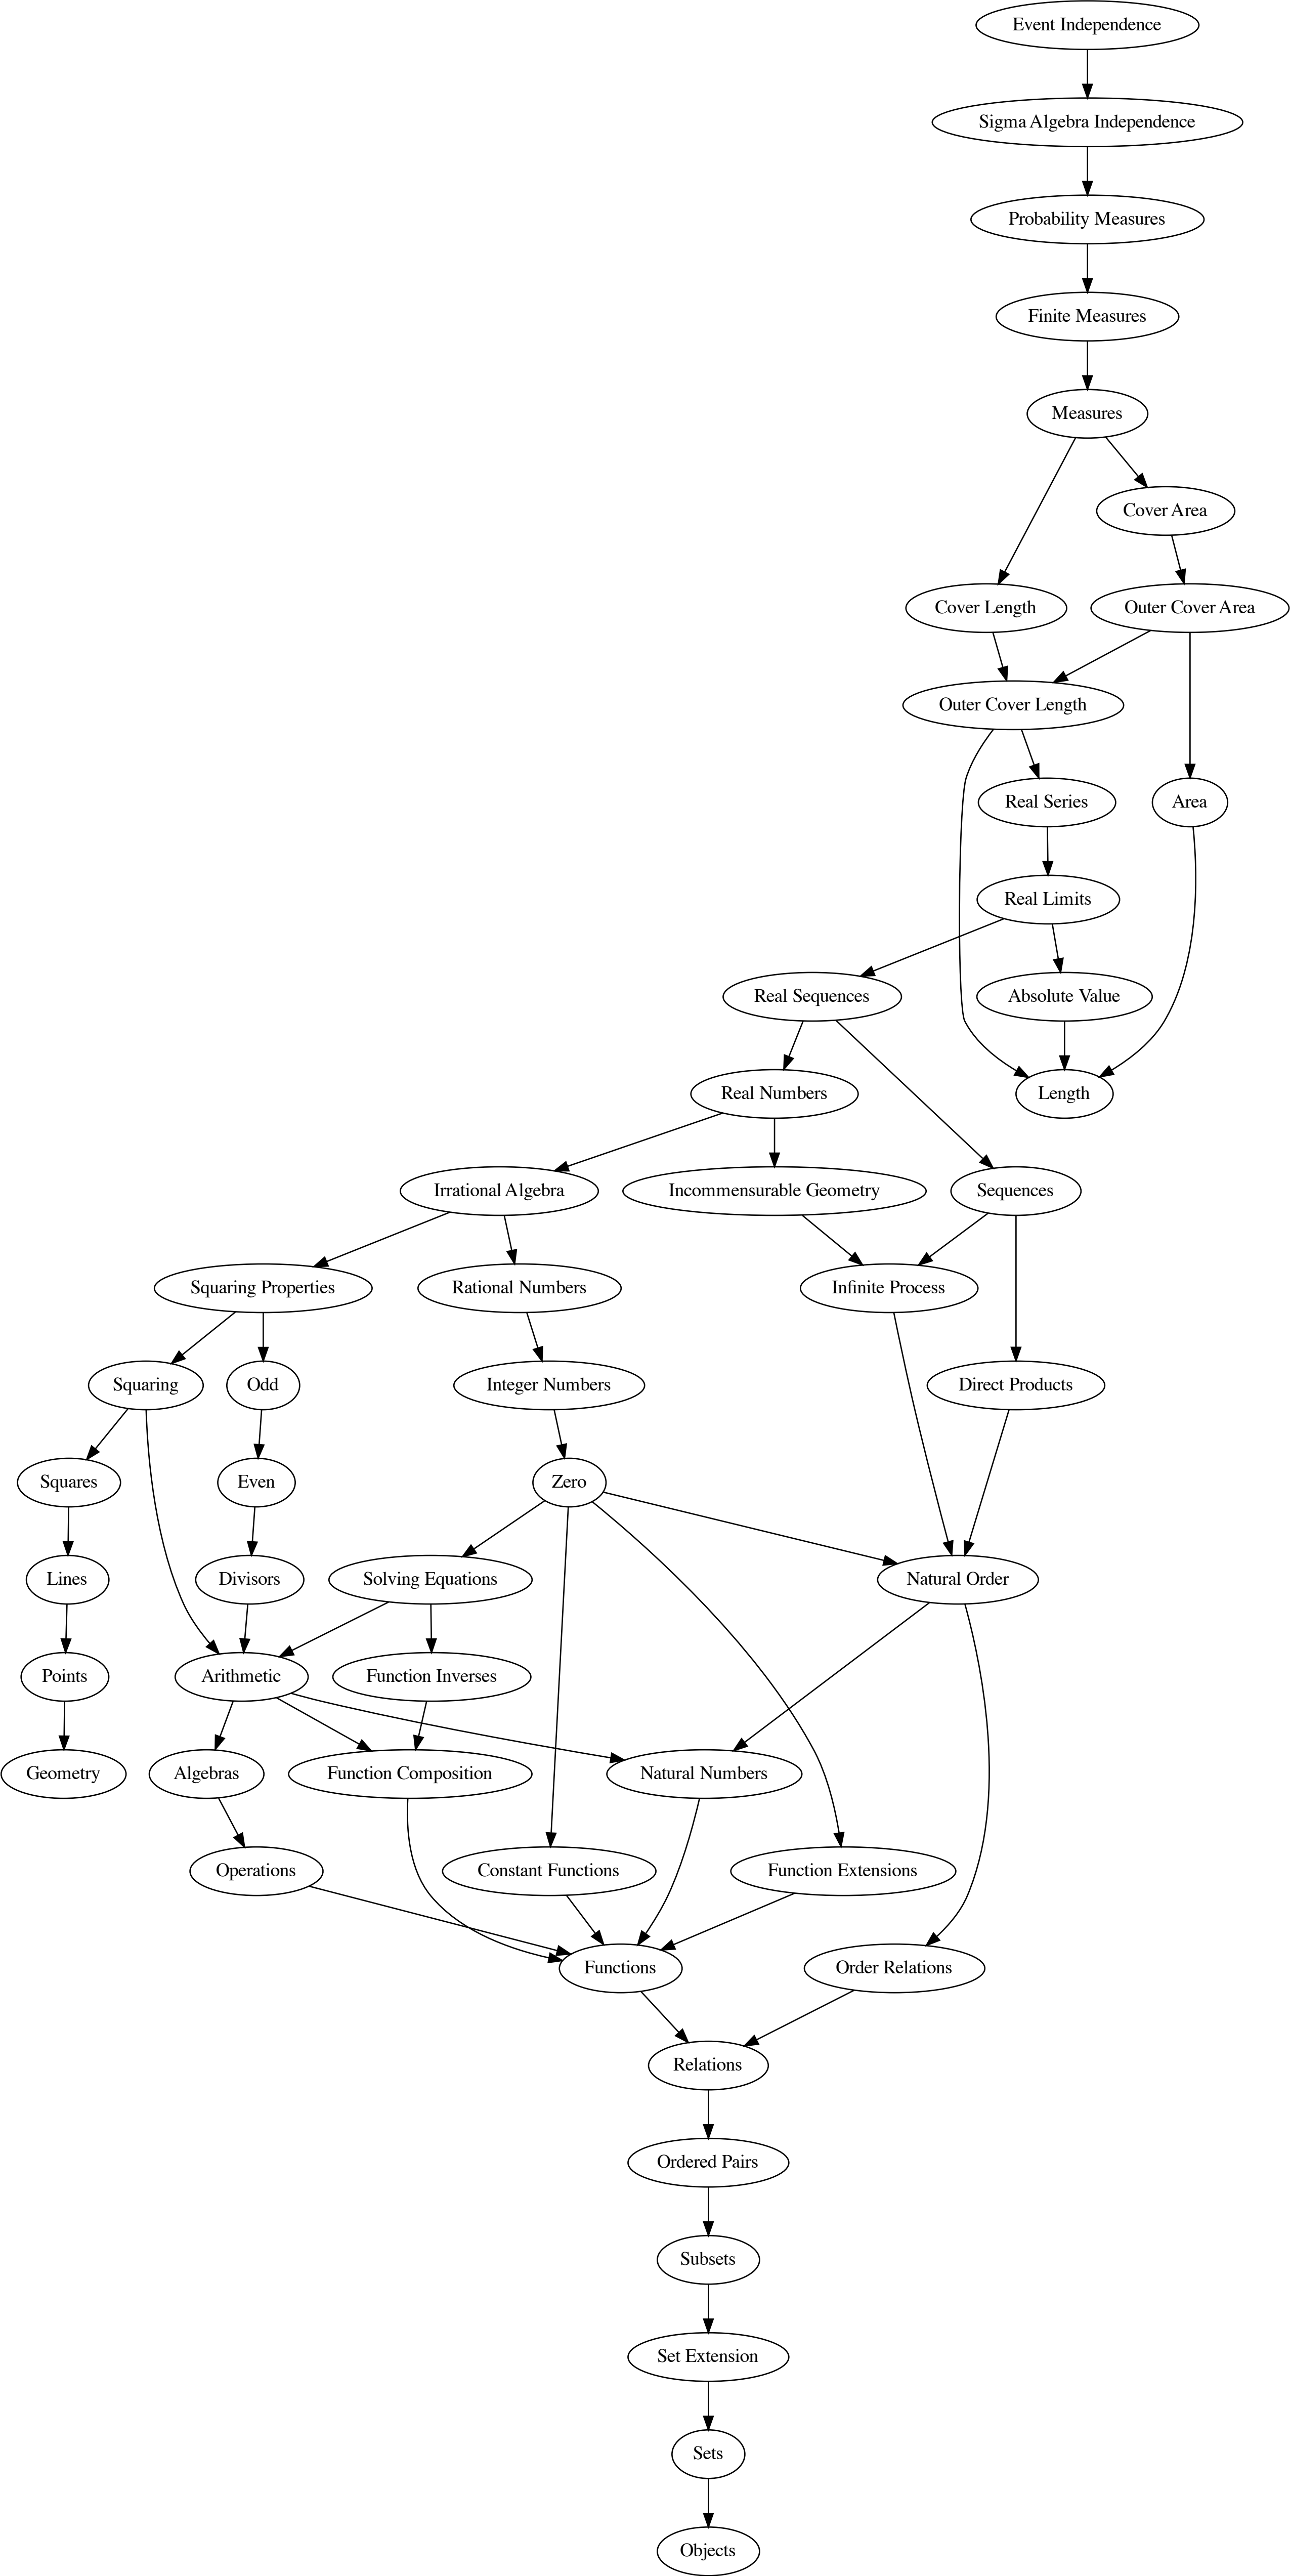 Event Independence
Sigma Algebra Independence
Probability Measures
Finite Measures
Measures
Cover Area
Cover Length
Outer Cover Area
Outer Cover Length
Real Series
Area
Real Limits
Real Sequences
Absolute Value
Real Numbers
Length
Irrational Algebra
Incommensurable Geometry
Sequences
Squaring Properties
Rational Numbers
Infinite Process
Squaring
Odd
Integer Numbers
Direct Products
Squares
Even
Zero
Lines
Divisors
Solving Equations
Natural Order
Points
Arithmetic
Function Inverses
Geometry
Algebras
Function Composition
Natural Numbers
Operations
Constant Functions
Function Extensions
Functions
Order Relations
Relations
Ordered Pairs
Subsets
Set Extension
Sets
Objects